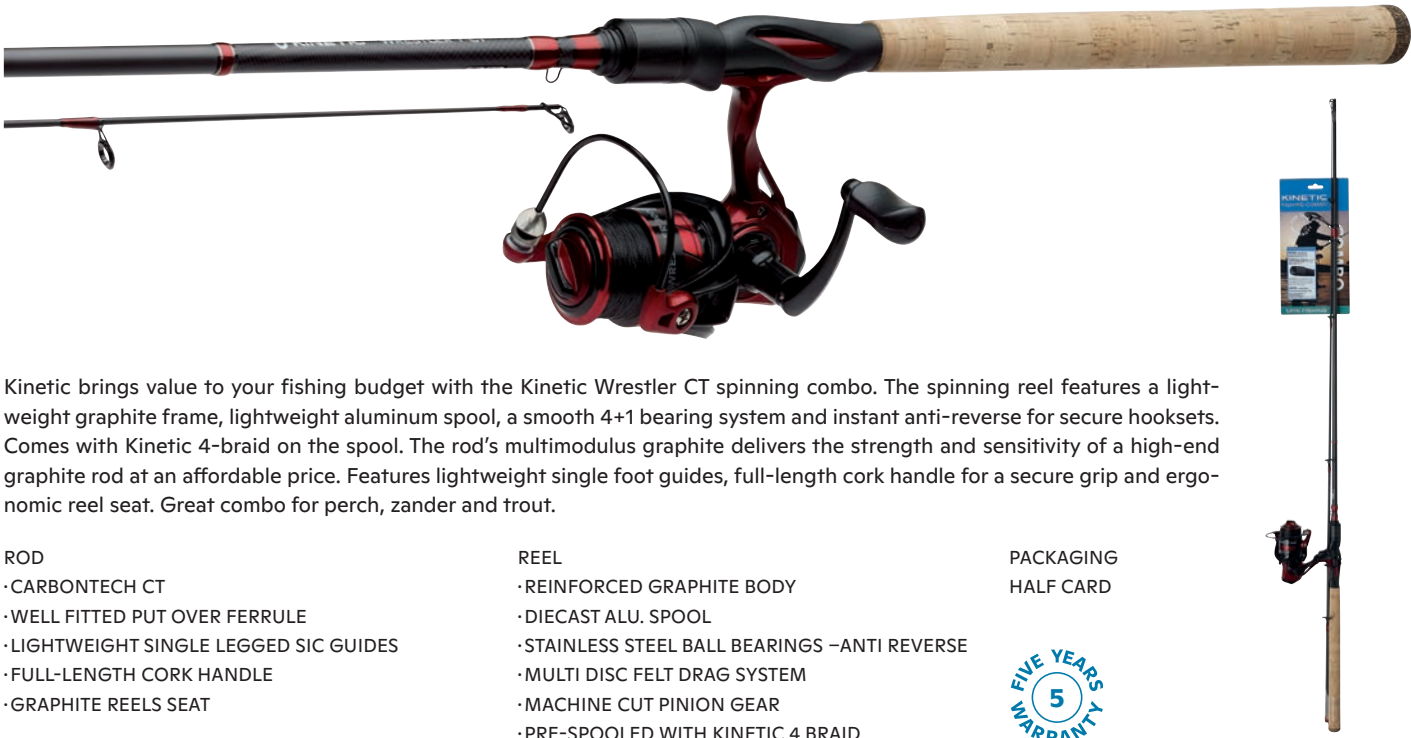 KINETIC WRESTLER CT
KINETIC
FISHING COMBO
COMBO
Kinetic brings value to your fishing budget with the Kinetic Wrestler CT spinning combo. The spinning reel features a light-
weight graphite frame, lightweight aluminum spool, a smooth 4+1 bearing system and instant anti-reverse for secure hooksets.
Comes with Kinetic 4-braid on the spool. The rod's multimodulus graphite delivers the strength and sensitivity of a high-end
graphite rod at an affordable price. Features lightweight single foot guides, full-length cork handle for a secure grip and ergo-
nomic reel seat. Great combo for perch, zander and trout.
ROD
·CARBONTECH CT
·WELL FITTED PUT OVER FERRULE
·LIGHTWEIGHT SINGLE LEGGED SIC GUIDES
·FULL-LENGTH CORK HANDLE
·GRAPHITE REELS SEAT
REEL
·REINFORCED GRAPHITE BODY
·DIECAST ALU. SPOOL
·STAINLESS STEEL BALL BEARINGS –ANTI REVERSE
·MULTI DISC FELT DRAG SYSTEM
·MACHINE CUT PINION GEAR
·PRE-SPOOLED WITH KINETIC 4 BRAID
PACKAGING
HALF CARD
FIVE YEARS
5
WARRANTY